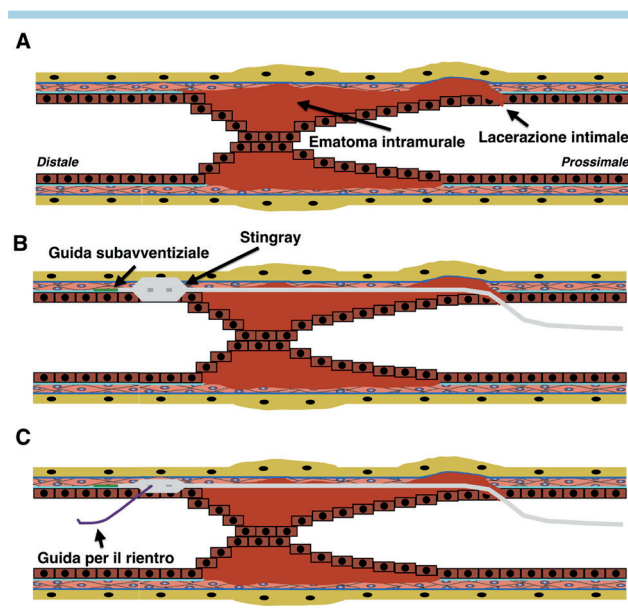 A
Ematoma intramurale
Lacerazione intimale
Distale
Prossimale
B
Guida subavventiziale
Stingray
C
Guida per il rientro